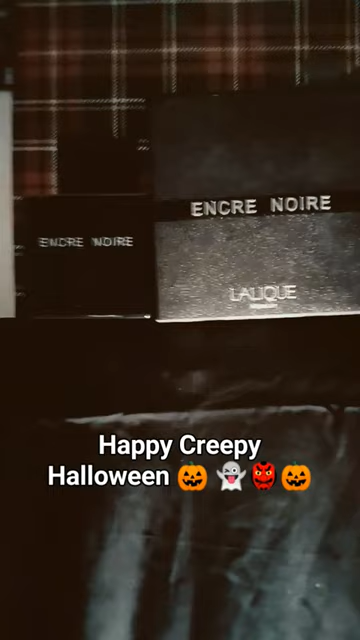 ENCRE NOIRE
ENCRE NOIRE
LALIQUE
Happy Creepy
Halloween 🎃 👻 👹 🎃